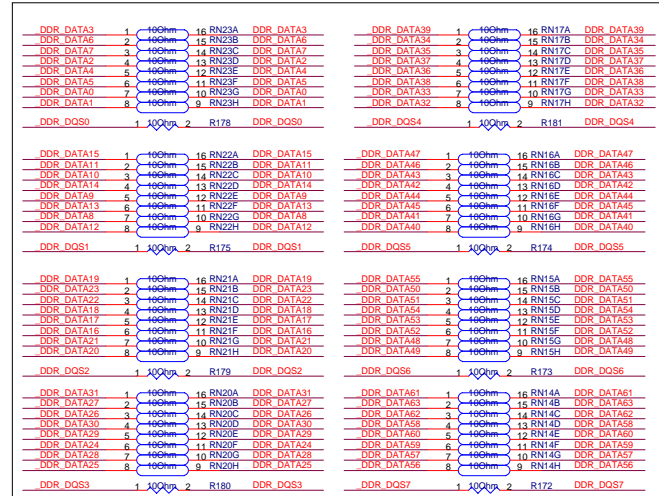 _DDR_DATA3 1 10Ohm 16 RN23A DDR_DATA3
_DDR_DATA6 2 10Ohm 15 RN23B DDR_DATA6
_DDR_DATA7 3 10Ohm 14 RN23C DDR_DATA7
_DDR_DATA2 4 10Ohm 13 RN23D DDR_DATA2
_DDR_DATA4 5 10Ohm 12 RN23E DDR_DATA4
_DDR_DATA5 6 10Ohm 11 RN23F DDR_DATA5
_DDR_DATA0 7 10Ohm 10 RN23G DDR_DATA0
_DDR_DATA1 8 10Ohm 9 RN23H DDR_DATA1
_DDR_DQS0 1 10Ohm 2 R178 DDR_DQS0
_DDR_DATA15 1 10Ohm 16 RN22A DDR_DATA15
_DDR_DATA11 2 10Ohm 15 RN22B DDR_DATA11
_DDR_DATA10 3 10Ohm 14 RN22C DDR_DATA10
_DDR_DATA14 4 10Ohm 13 RN22D DDR_DATA14
_DDR_DATA9 5 10Ohm 12 RN22E DDR_DATA9
_DDR_DATA13 6 10Ohm 11 RN22F DDR_DATA13
_DDR_DATA8 7 10Ohm 10 RN22G DDR_DATA8
_DDR_DATA12 8 10Ohm 9 RN22H DDR_DATA12
_DDR_DQS1 1 10Ohm 2 R175 DDR_DQS1
_DDR_DATA19 1 10Ohm 16 RN21A DDR_DATA19
_DDR_DATA23 2 10Ohm 15 RN21B DDR_DATA23
_DDR_DATA22 3 10Ohm 14 RN21C DDR_DATA22
_DDR_DATA18 4 10Ohm 13 RN21D DDR_DATA18
_DDR_DATA17 5 10Ohm 12 RN21E DDR_DATA17
_DDR_DATA16 6 10Ohm 11 RN21F DDR_DATA16
_DDR_DATA21 7 10Ohm 10 RN21G DDR_DATA21
_DDR_DATA20 8 10Ohm 9 RN21H DDR_DATA20
_DDR_DQS2 1 10Ohm 2 R179 DDR_DQS2
_DDR_DATA31 1 10Ohm 16 RN20A DDR_DATA31
_DDR_DATA27 2 10Ohm 15 RN20B DDR_DATA27
_DDR_DATA26 3 10Ohm 14 RN20C DDR_DATA26
_DDR_DATA30 4 10Ohm 13 RN20D DDR_DATA30
_DDR_DATA29 5 10Ohm 12 RN20E DDR_DATA29
_DDR_DATA24 6 10Ohm 11 RN20F DDR_DATA24
_DDR_DATA28 7 10Ohm 10 RN20G DDR_DATA28
_DDR_DATA25 8 10Ohm 9 RN20H DDR_DATA25
_DDR_DQS3 1 10Ohm 2 R180 DDR_DQS3
_DDR_DATA39 1 10Ohm 16 RN17A DDR_DATA39
_DDR_DATA34 2 10Ohm 15 RN17B DDR_DATA34
_DDR_DATA35 3 10Ohm 14 RN17C DDR_DATA35
_DDR_DATA37 4 10Ohm 13 RN17D DDR_DATA37
_DDR_DATA36 5 10Ohm 12 RN17E DDR_DATA36
_DDR_DATA38 6 10Ohm 11 RN17F DDR_DATA38
_DDR_DATA33 7 10Ohm 10 RN17G DDR_DATA33
_DDR_DATA32 8 10Ohm 9 RN17H DDR_DATA32
_DDR_DQS4 1 10Ohm 2 R181 DDR_DQS4
_DDR_DATA47 1 10Ohm 16 RN16A DDR_DATA47
_DDR_DATA46 2 10Ohm 15 RN16B DDR_DATA46
_DDR_DATA43 3 10Ohm 14 RN16C DDR_DATA43
_DDR_DATA42 4 10Ohm 13 RN16D DDR_DATA42
_DDR_DATA44 5 10Ohm 12 RN16E DDR_DATA44
_DDR_DATA45 6 10Ohm 11 RN16F DDR_DATA45
_DDR_DATA41 7 10Ohm 10 RN16G DDR_DATA41
_DDR_DATA40 8 10Ohm 9 RN16H DDR_DATA40
_DDR_DQS5 1 10Ohm 2 R174 DDR_DQS5
_DDR_DATA55 1 10Ohm 16 RN15A DDR_DATA55
_DDR_DATA50 2 10Ohm 15 RN15B DDR_DATA50
_DDR_DATA51 3 10Ohm 14 RN15C DDR_DATA51
_DDR_DATA54 4 10Ohm 13 RN15D DDR_DATA54
_DDR_DATA53 5 10Ohm 12 RN15E DDR_DATA53
_DDR_DATA52 6 10Ohm 11 RN15F DDR_DATA52
_DDR_DATA48 7 10Ohm 10 RN15G DDR_DATA48
_DDR_DATA49 8 10Ohm 9 RN15H DDR_DATA49
_DDR_DQS6 1 10Ohm 2 R173 DDR_DQS6
_DDR_DATA61 1 10Ohm 16 RN14A DDR_DATA61
_DDR_DATA63 2 10Ohm 15 RN14B DDR_DATA63
_DDR_DATA62 3 10Ohm 14 RN14C DDR_DATA62
_DDR_DATA58 4 10Ohm 13 RN14D DDR_DATA58
_DDR_DATA60 5 10Ohm 12 RN14E DDR_DATA60
_DDR_DATA59 6 10Ohm 11 RN14F DDR_DATA59
_DDR_DATA57 7 10Ohm 10 RN14G DDR_DATA57
_DDR_DATA56 8 10Ohm 9 RN14H DDR_DATA56
_DDR_DQS7 1 10Ohm 2 R172 DDR_DQS7